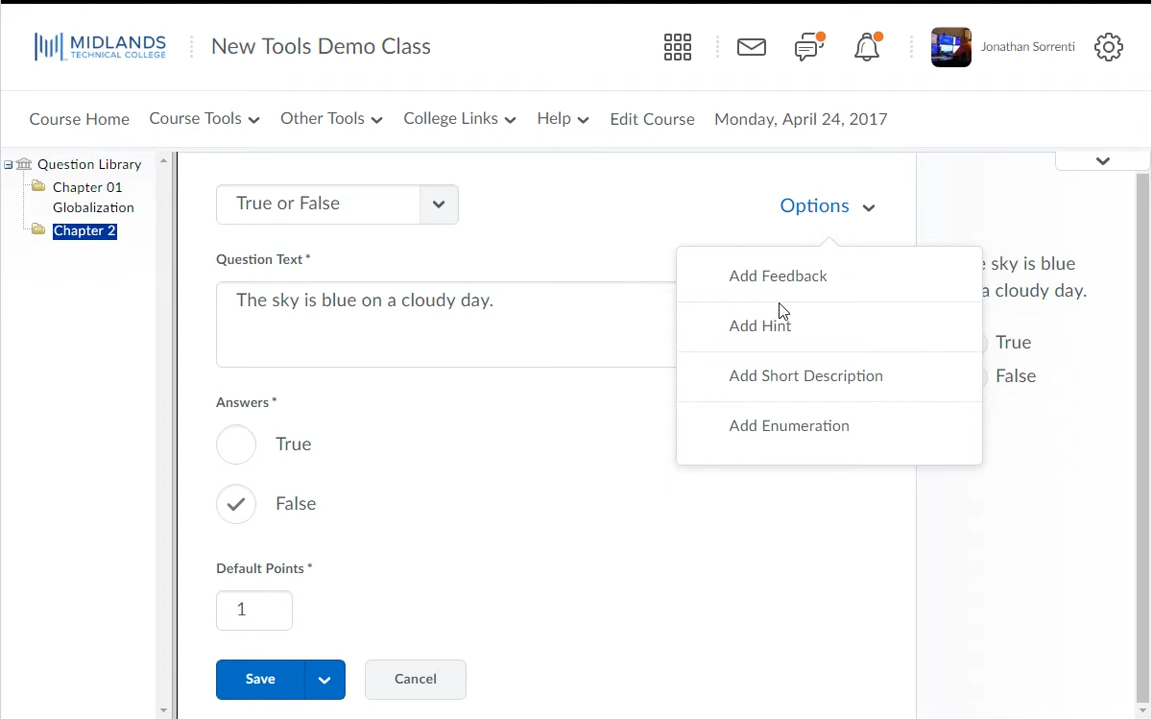 MIDLANDS
TECHNICAL COLLEGE
New Tools Demo Class
Jonathan Sorrenti
Course Home
Course Tools
Other Tools
College Links
Help
Edit Course
Monday, April 24, 2017
Question Library
Chapter 01
Globalization
Chapter 2
True or False
Options
Question Text *
The sky is blue on a cloudy day.
Add Feedback
Add Hint
Add Short Description
Add Enumeration
sky is blue
a cloudy day.
True
False
Answers *
True
False
Default Points *
1
Save
Cancel